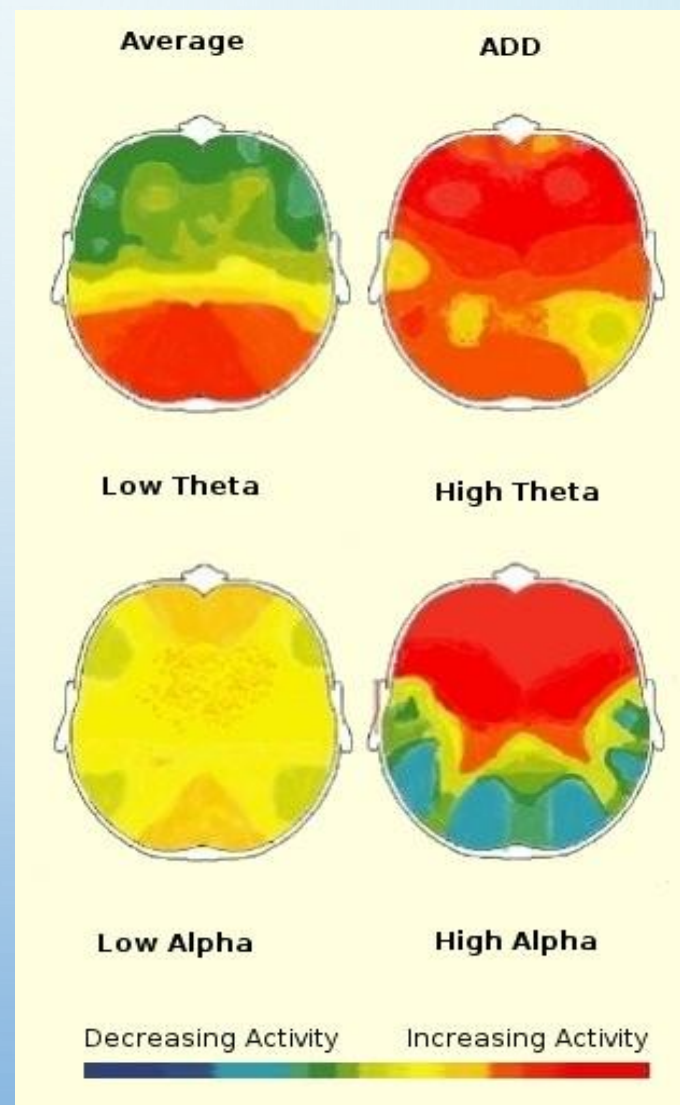 Average
ADD
Low Theta
High Theta
Low Alpha
High Alpha
Decreasing Activity
Increasing Activity